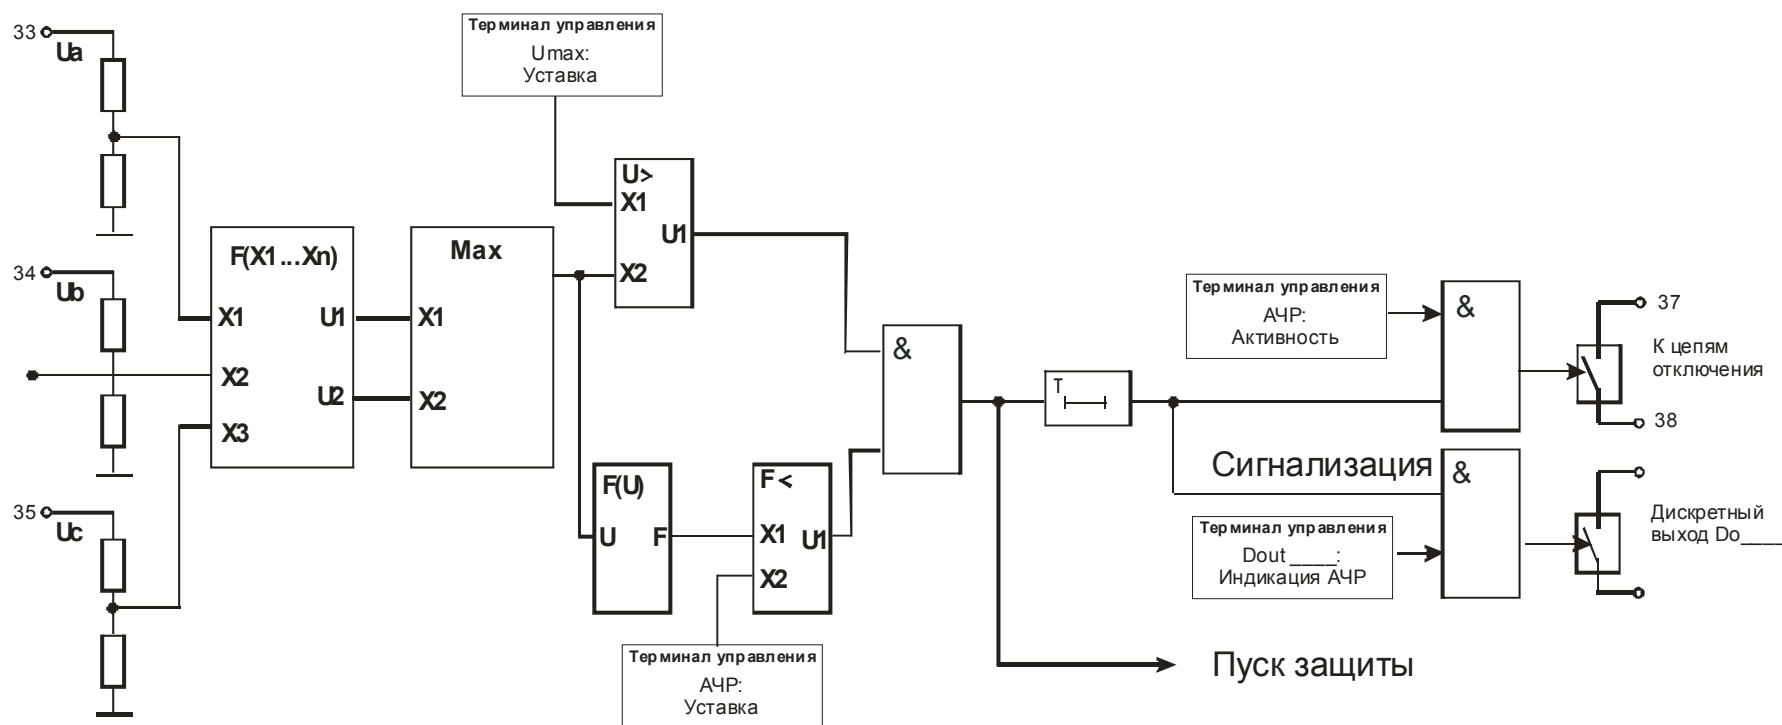 33
Ua
34
Ub
35
Uc
F(X1...Xn)
X1
X2
X3
U1
U2
Max
X1
X2
Терминал управления
Umax:
Уставка
U>
X1
X2
U1
F(U)
U
F
F<
X1
X2
U1
Терминал управления
АЧР:
Уставка
&
T
Терминал управления
АЧР:
Активность
&
37
К цепям
отключения
38
Сигнализация
&
Терминал управления
Dout ____:
Индикация АЧР
Дискретный
выход Do____
Пуск защиты